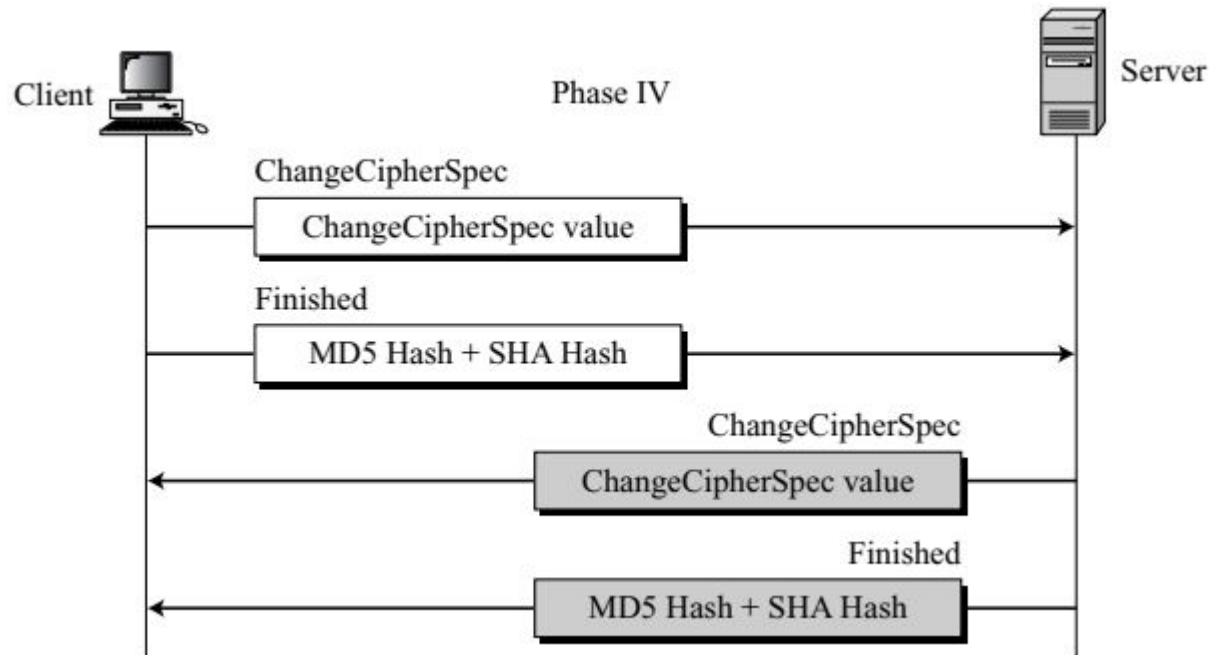 Client
Phase IV
Server
ChangeCipherSpec
ChangeCipherSpec value
Finished
MD5 Hash + SHA Hash
ChangeCipherSpec
ChangeCipherSpec value
Finished
MD5 Hash + SHA Hash